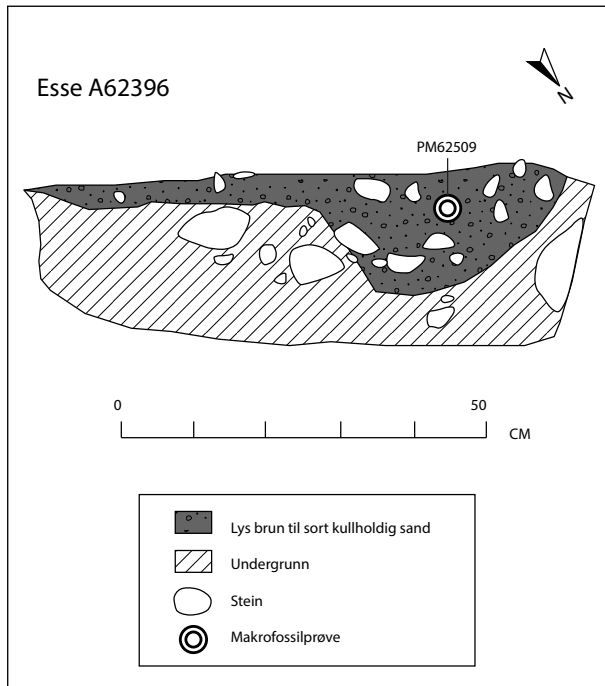 Esse A62396
N
PM62509
0 50
CM
Lys brun til sort kullholdig sand
Undergrunn
Stein
Makrofossilprøve